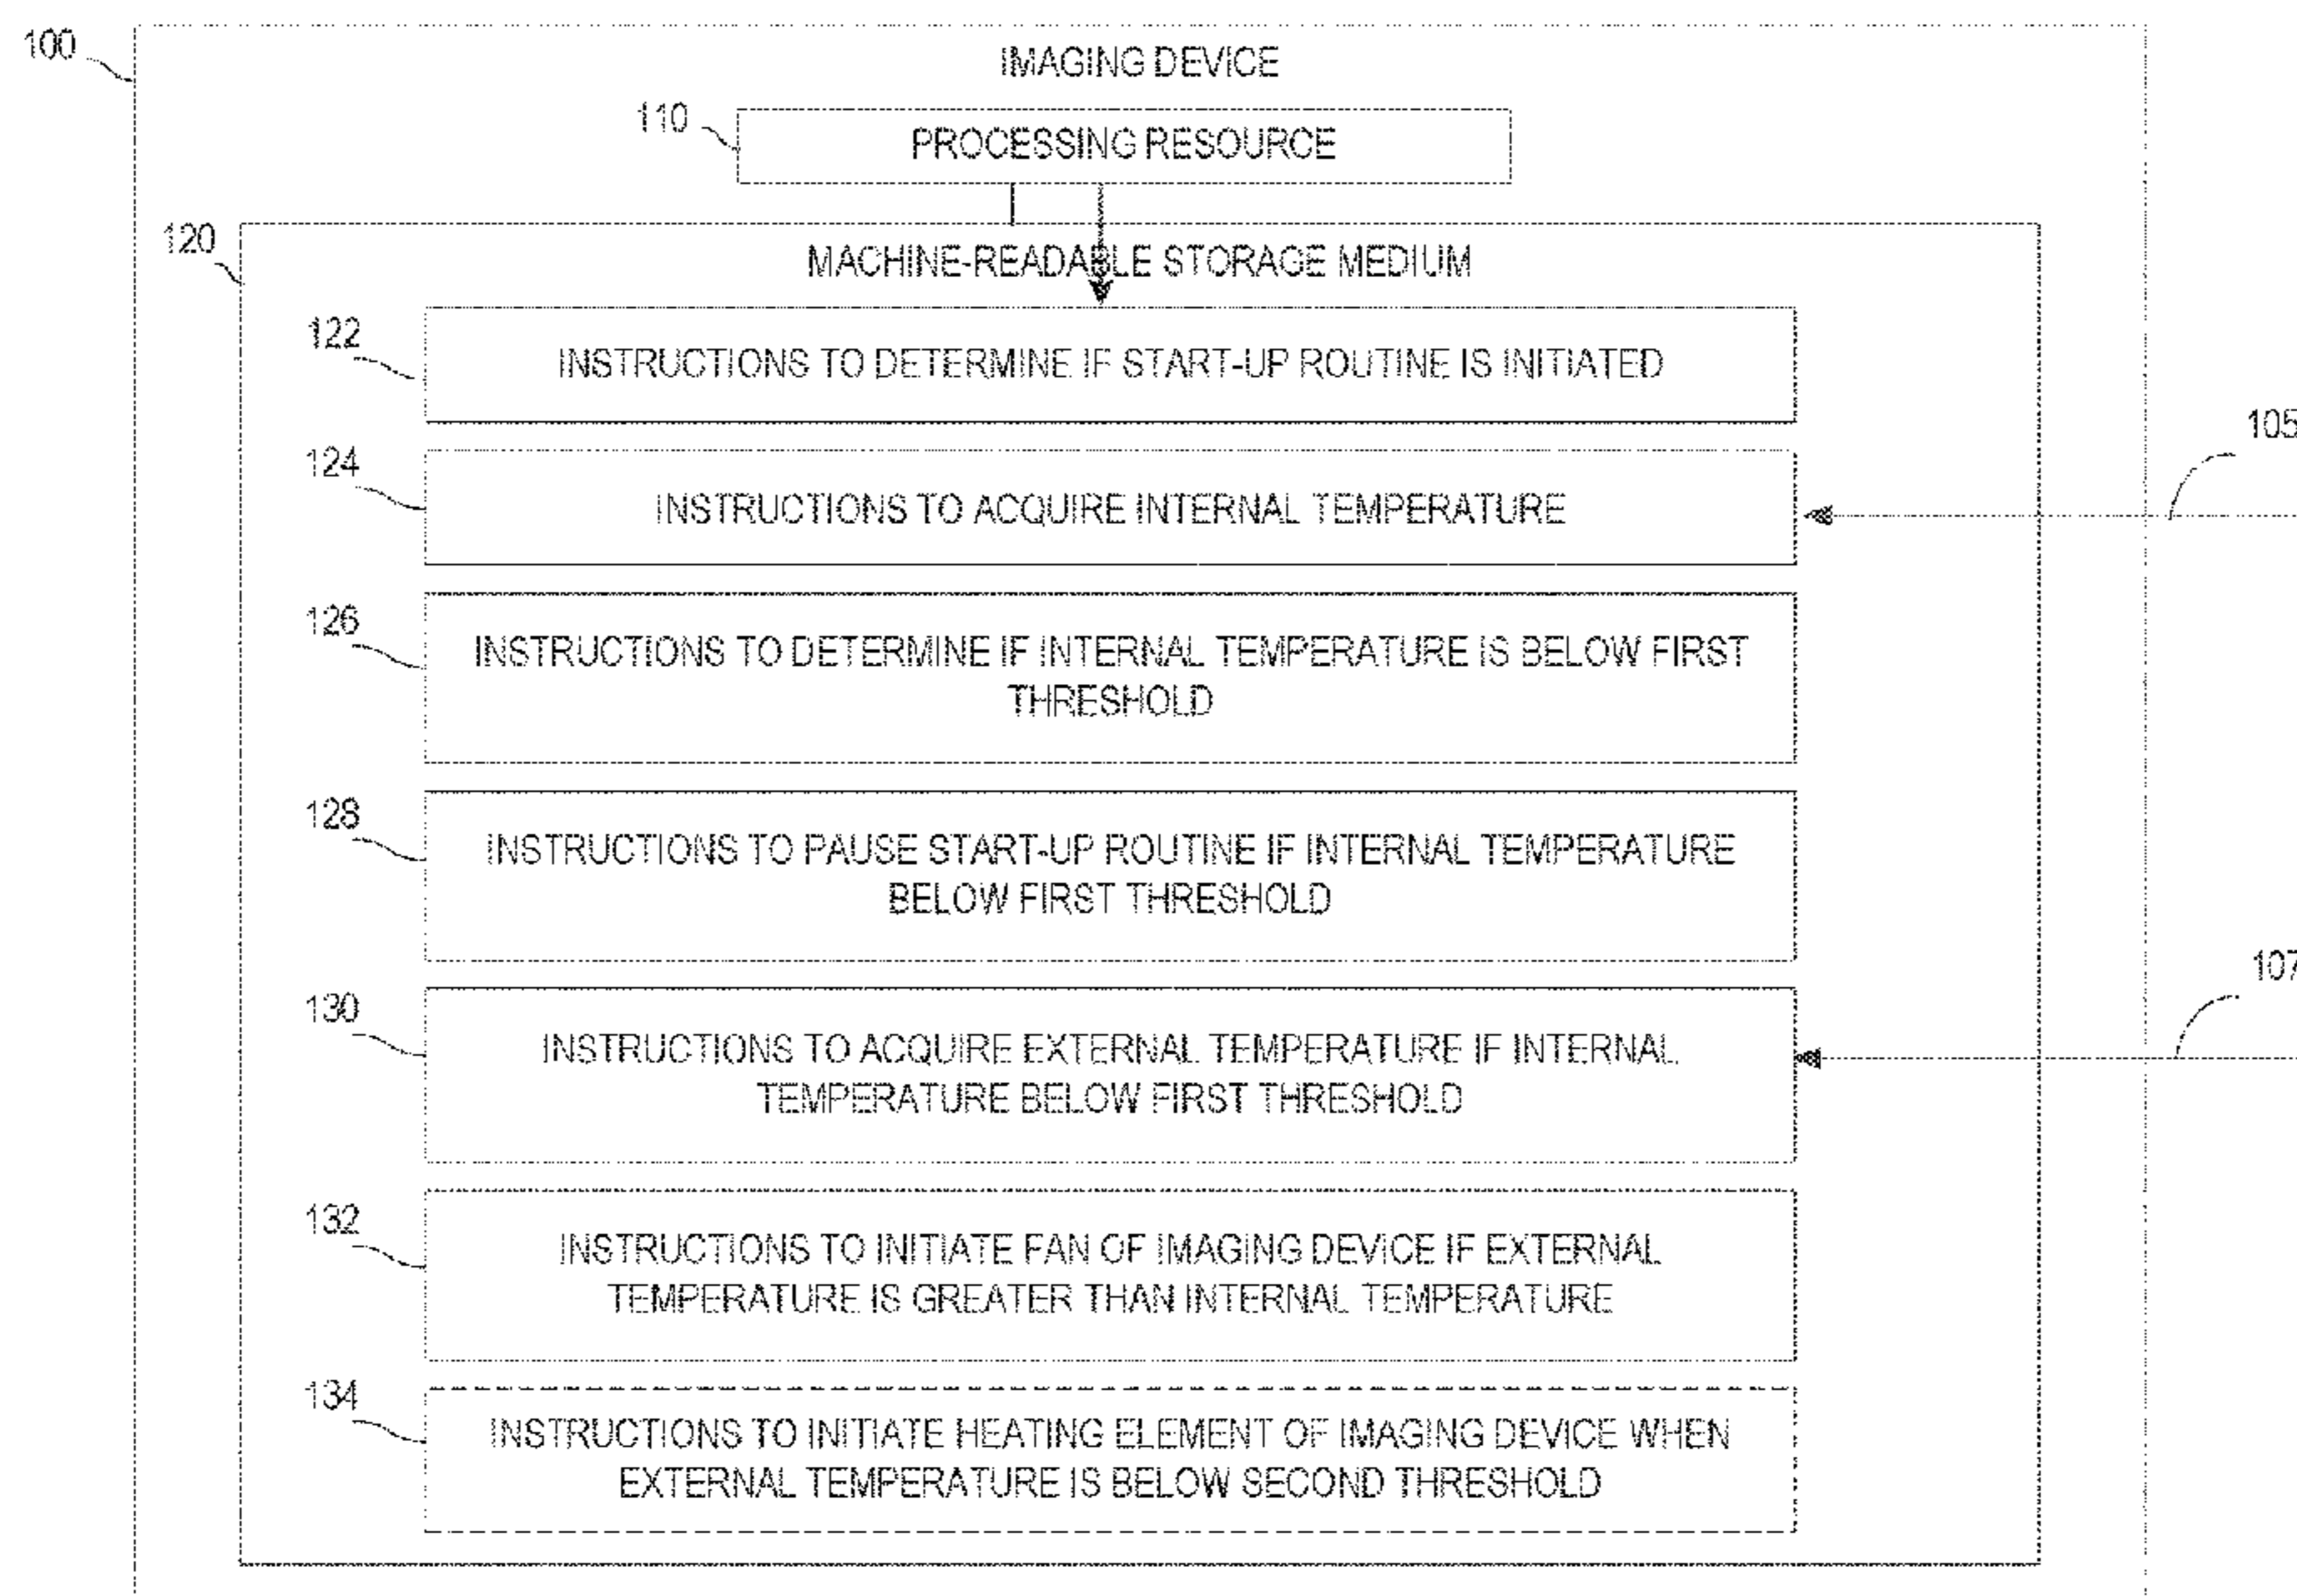 100
IMAGING DEVICE
110
PROCESSING RESOURCE
120
MACHINE-READABLE STORAGE MEDIUM
122
INSTRUCTIONS TO DETERMINE IF START-UP ROUTINE IS INITIATED
105
124
INSTRUCTIONS TO ACQUIRE INTERNAL TEMPERATURE
126
INSTRUCTIONS TO DETERMINE IF INTERNAL TEMPERATURE IS BELOW FIRST
THRESHOLD
128
INSTRUCTIONS TO PAUSE START-UP ROUTINE IF INTERNAL TEMPERATURE
BELOW FIRST THRESHOLD
107
130
INSTRUCTIONS TO ACQUIRE EXTERNAL TEMPERATURE IF INTERNAL
TEMPERATURE BELOW FIRST THRESHOLD
132
INSTRUCTIONS TO INITIATE FAN OF IMAGING DEVICE IF EXTERNAL
TEMPERATURE IS GREATER THAN INTERNAL TEMPERATURE
134
INSTRUCTIONS TO INITIATE HEATING ELEMENT OF IMAGING DEVICE WHEN
EXTERNAL TEMPERATURE IS BELOW SECOND THRESHOLD